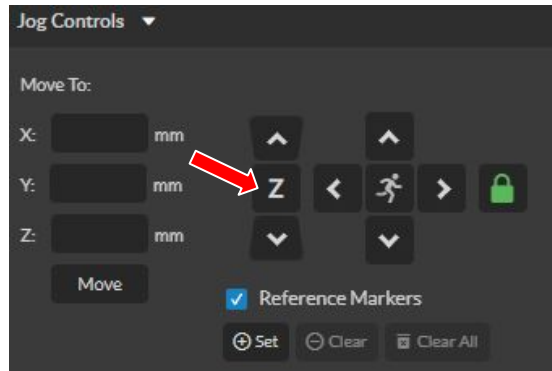 Jog Controls
Move To:
X: mm
Y: mm Z
Z: mm
Move
Reference Markers
Set Clear Clear All